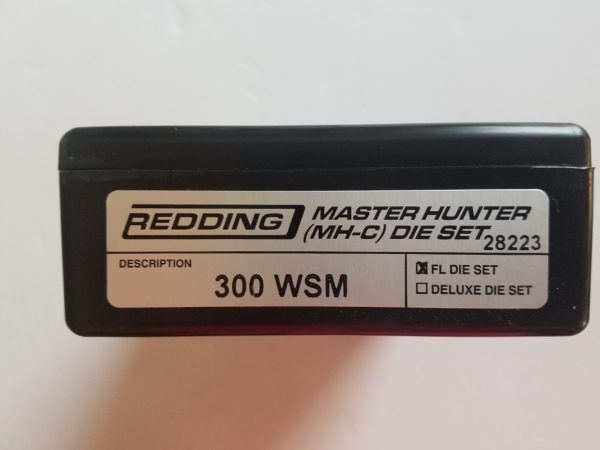 REDDING MASTER HUNTER
(MH-C) DIE SET 28223
DESCRIPTION
300 WSM
FL DIE SET
DELUXE DIE SET